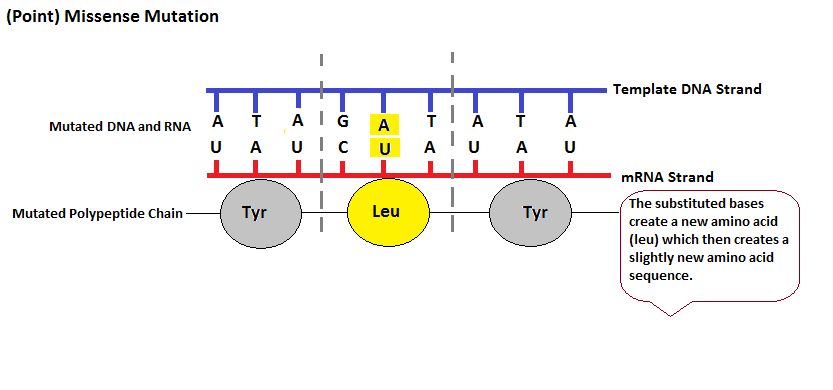 (Point) Missense Mutation
Template DNA Strand
Mutated DNA and RNA
A T A G A T A T A
U A U C U A U A U
mRNA Strand
Mutated Polypeptide Chain
Tyr Leu Tyr
The substituted bases
create a new amino acid
(leu) which then creates a
slightly new amino acid
sequence.